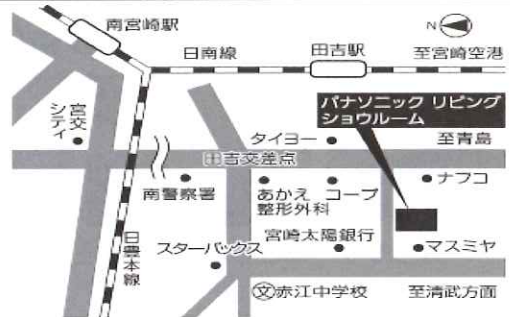 南宮崎駅
N
日南線
田吉駅
至宮崎空港
パナソニック リビング
ショウルーム
宮交
シティ
タイヨー
至青島
田吉交差点
ナフコ
南警察署
あかえ
整形外科
コープ
日豊本線
スターバックス
宮崎太陽銀行
マスミヤ
文赤江中学校
至清武方面